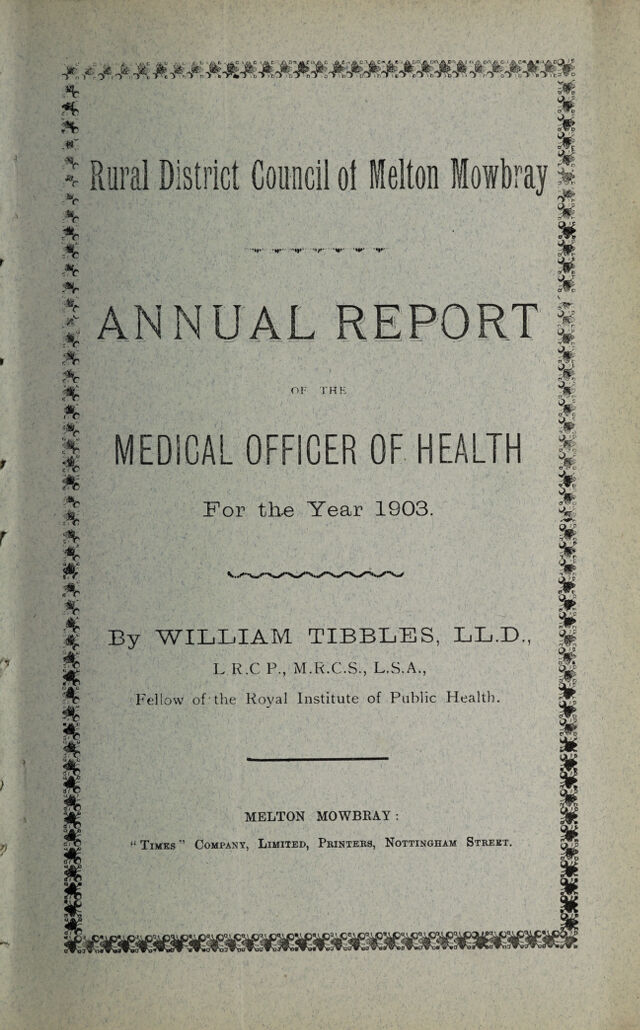 Rural District Council of Melton Mowbray
ANNUAL REPORT
OF THE
MEDICAL OFFICER OF HEALTH
For the Year 1903.
By WILLIAM TIBBLES, LL.D.,
L R.C P., M.R.C.S., L.S.A.,
Fellow of the Royal Institute of Public Health.
MELTON MOWBRAY:
"Times" Company, Limited, Printers, Nottingham Street.